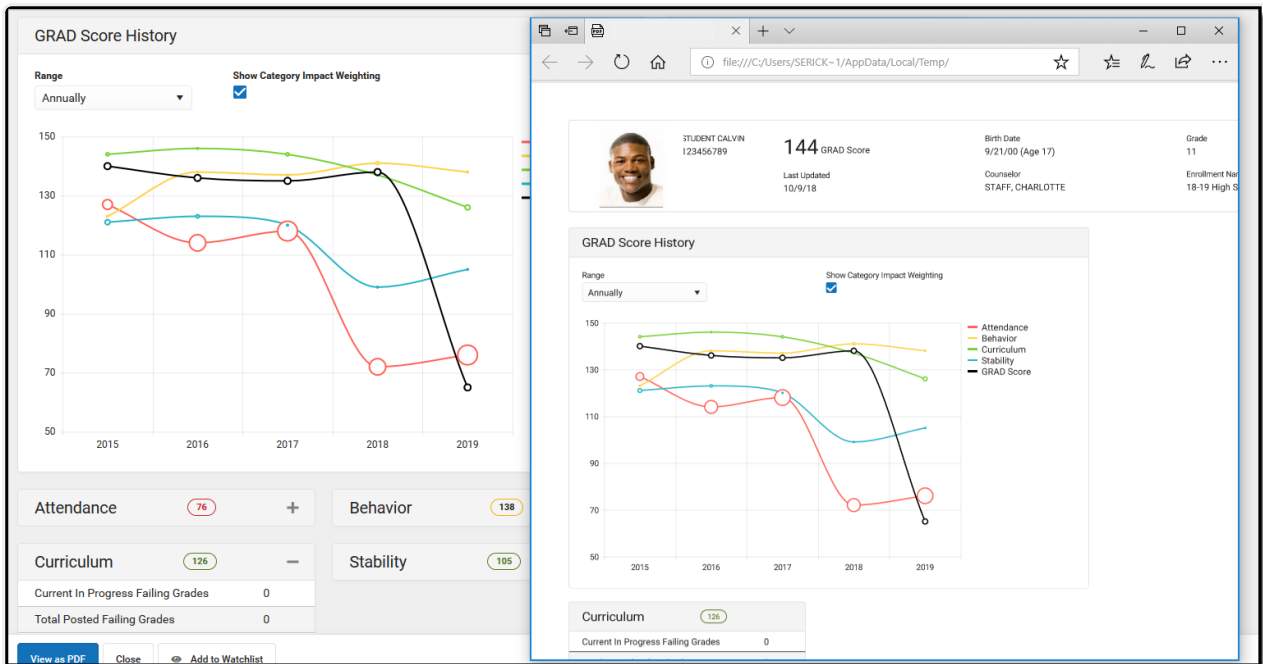 GRAD Score History
Range
Show Category Impact Weighting
Annually
150
130
110
90
70
50
2015 2016 2017 2018 2019
Attendance 76
Behavior 138
Curriculum 126
Stability 105
Current In Progress Failing Grades 0
Total Posted Failing Grades 0
View as PDF Close Add to Watchlist
PDF
file:///C:/Users/SERICK~1/AppData/Local/Temp/
STUDENT CALVIN
123456789
144 GRAD Score
Last Updated
10/9/18
Birth Date
9/21/00 (Age 17)
Counselor
STAFF, CHARLOTTE
Grade
11
Enrollment Nar
18-19 High S
GRAD Score History
Range
Show Category Impact Weighting
Annually
150
130
110
90
70
50
2015 2016 2017 2018 2019
Attendance
Behavior
Curriculum
Stability
GRAD Score
Curriculum 126
Current In Progress Failing Grades 0